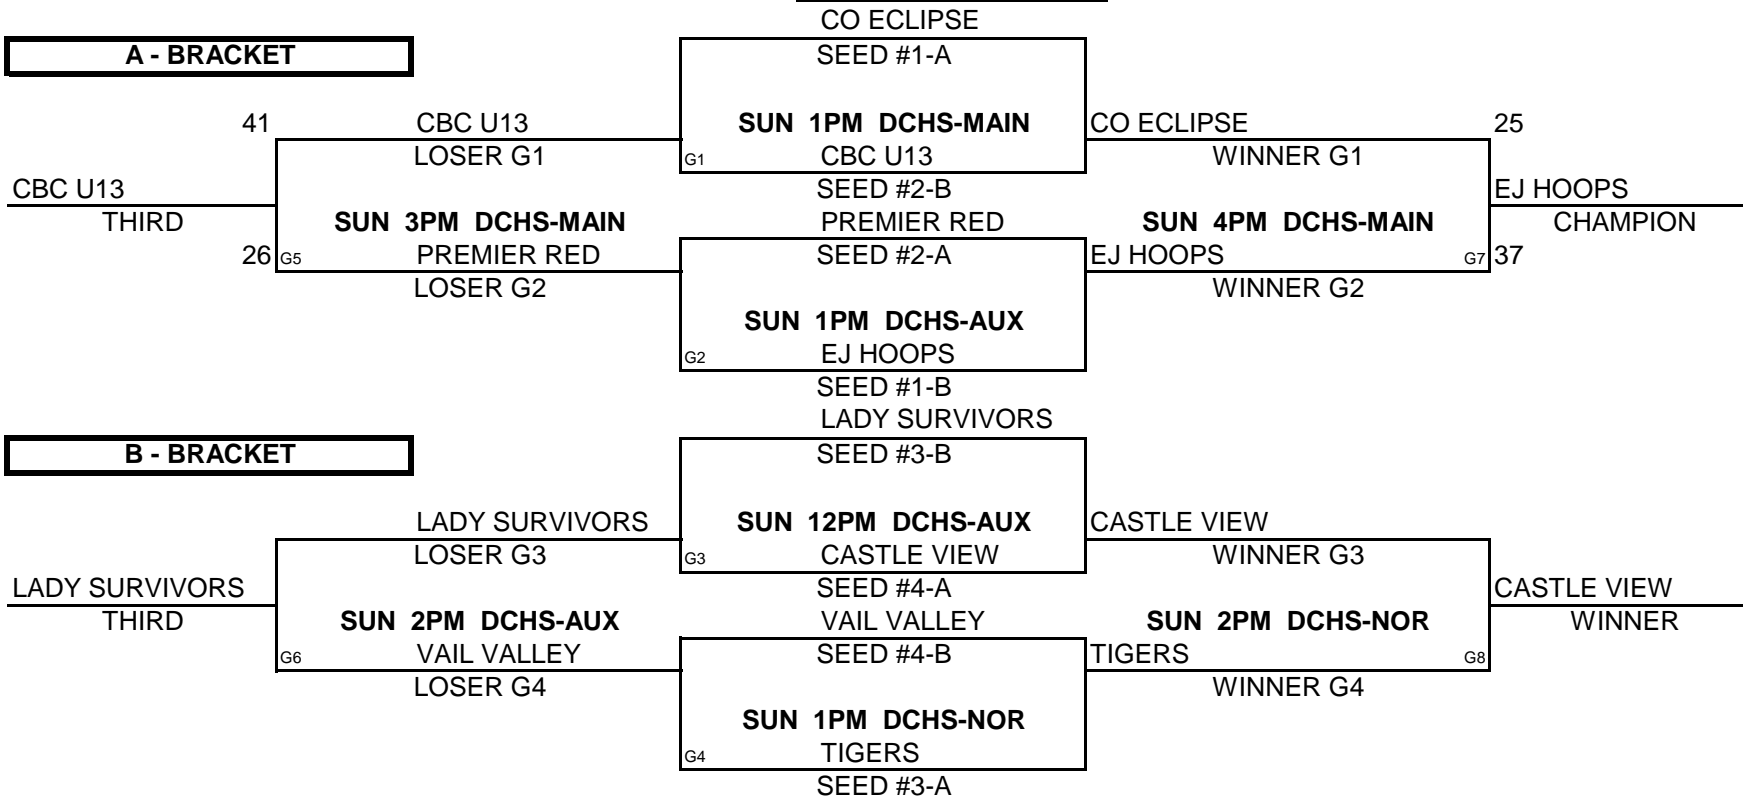 CO ECLIPSE
A - BRACKET
SEED #1-A
41 CBC U13 SUN 1PM DCHS-MAIN CO ECLIPSE 25
LOSER G1 G1 CBC U13 WINNER G1
CBC U13 SEED #2-B EJ HOOPS
THIRD SUN 3PM DCHS-MAIN PREMIER RED SUN 4PM DCHS-MAIN CHAMPION
26 G5 PREMIER RED SEED #2-A EJ HOOPS G7 37
LOSER G2 WINNER G2
SUN 1PM DCHS-AUX
G2 EJ HOOPS
SEED #1-B
LADY SURVIVORS
B - BRACKET SEED #3-B
LADY SURVIVORS SUN 12PM DCHS-AUX CASTLE VIEW
LOSER G3 G3 CASTLE VIEW WINNER G3
LADY SURVIVORS SEED #4-A CASTLE VIEW
THIRD SUN 2PM DCHS-AUX VAIL VALLEY SUN 2PM DCHS-NOR WINNER
G6 VAIL VALLEY SEED #4-B TIGERS G8
LOSER G4 WINNER G4
SUN 1PM DCHS-NOR
G4 TIGERS
SEED #3-A